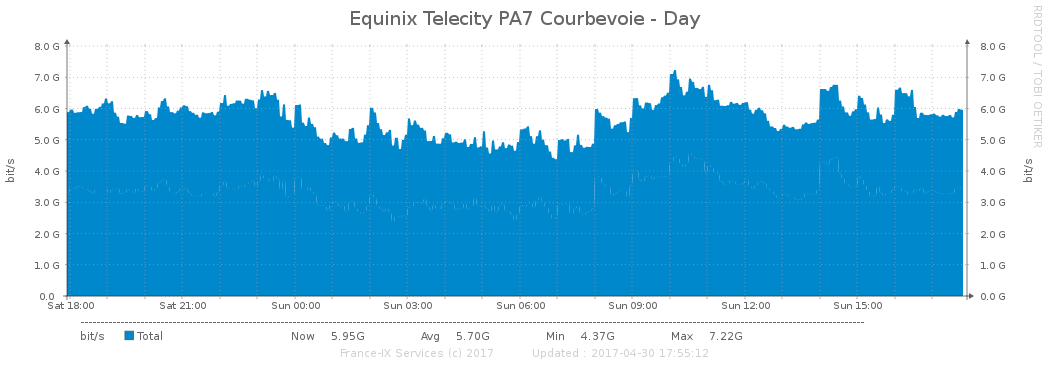 Equinix Telecity PA7 Courbevoie - Day
RRDTOOL / TOBI OETIKER
8.0 G 8.0 G
7.0 G 7.0 G
6.0 G 6.0 G
5.0 G 5.0 G
4.0 G 4.0 G
3.0 G 3.0 G
2.0 G 2.0 G
1.0 G 1.0 G
0.0 0.0 G
bit/s
bit/s
Sat 18:00 Sat 21:00 Sun 00:00 Sun 03:00 Sun 06:00 Sun 09:00 Sun 12:00 Sun 15:00
bit/s Total Now 5.95G Avg 5.70G Min 4.37G Max 7.22G
France-IX Services (c) 2017 Updated : 2017-04-30 17:55:12